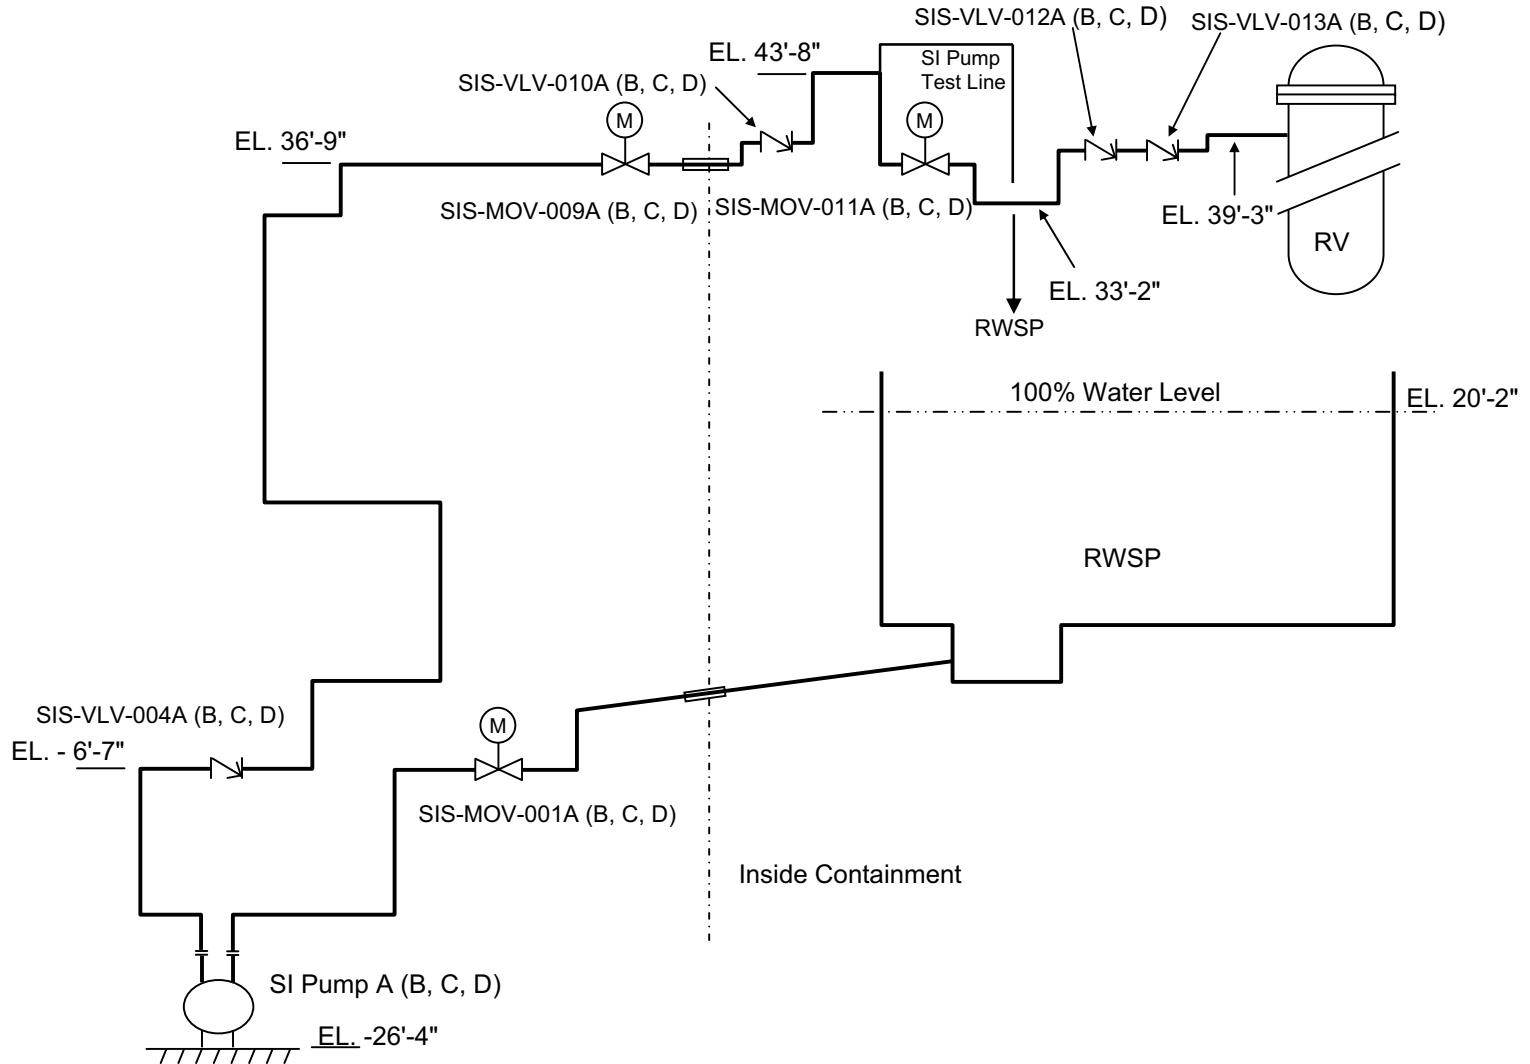 SIS-VLV-012A (B, C, D)
SIS-VLV-013A (B, C, D)
EL. 43'-8"
SI Pump
Test Line
SIS-VLV-010A (B, C, D)
M
M
EL. 36'-9"
SIS-MOV-009A (B, C, D)
SIS-MOV-011A (B, C, D)
EL. 39'-3"
RV
EL. 33'-2"
RWSP
100% Water Level
EL. 20'-2"
RWSP
SIS-VLV-004A (B, C, D)
M
EL. - 6'-7"
SIS-MOV-001A (B, C, D)
Inside Containment
SI Pump A (B, C, D)
EL. -26'-4"